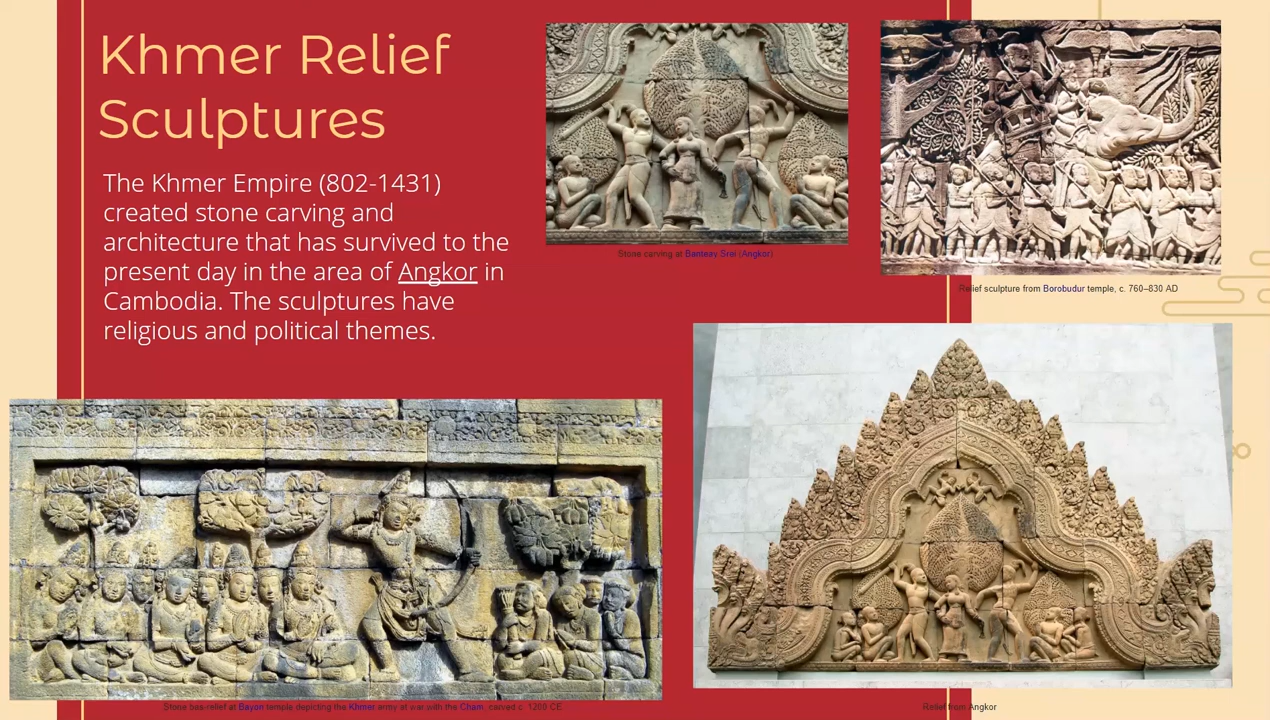 Khmer Relief
Sculptures
The Khmer Empire (802-1431)
created stone carving and
architecture that has survived to the
present day in the area of Angkor in
Cambodia. The sculptures have
religious and political themes.
Stone carving at Banteay Srei (Angkor)
Relief sculpture from Borobudur temple, c. 760–830 AD
Stone bas-relief at Bayon temple depicting the Khmer army at war with the Cham, carved c. 1200 CE
Relief from Angkor